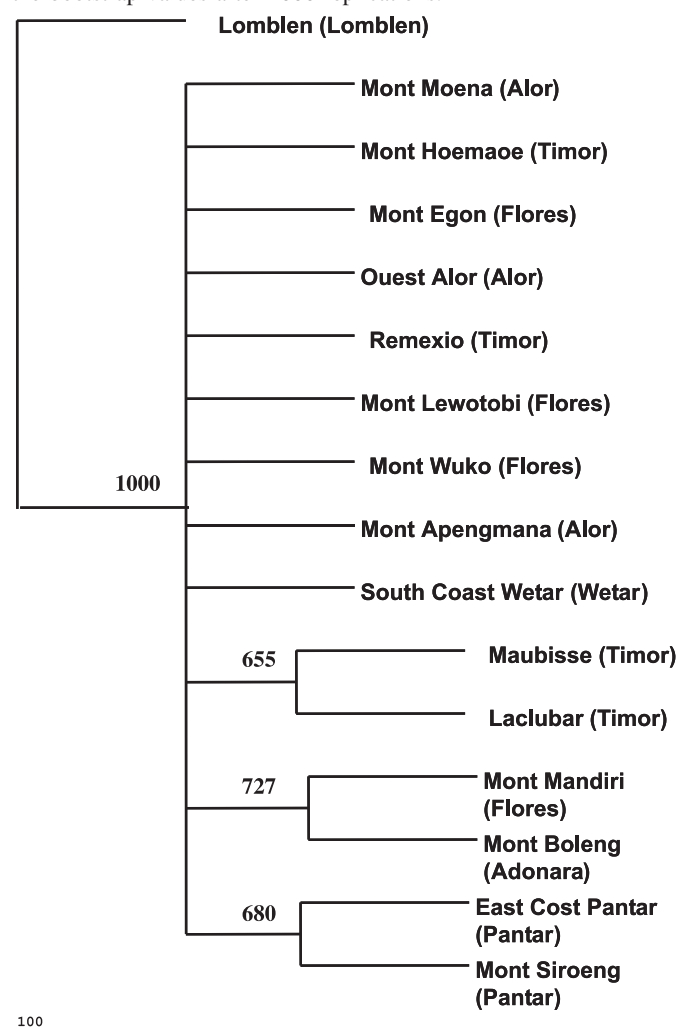 Lomblen (Lomblen)
Mont Moena (Alor)
Mont Hoemaoe (Timor)
Mont Egon (Flores)
Ouest Alor (Alor)
Remexio (Timor)
Mont Lewotobi (Flores)
Mont Wuko (Flores)
1000
Mont Apengmana (Alor)
South Coast Wetar (Wetar)
655
Maubisse (Timor)
Laclubar (Timor)
727
Mont Mandiri
(Flores)
Mont Boleng
(Adonara)
680
East Cost Pantar
(Pantar)
Mont Siroeng
(Pantar)
100